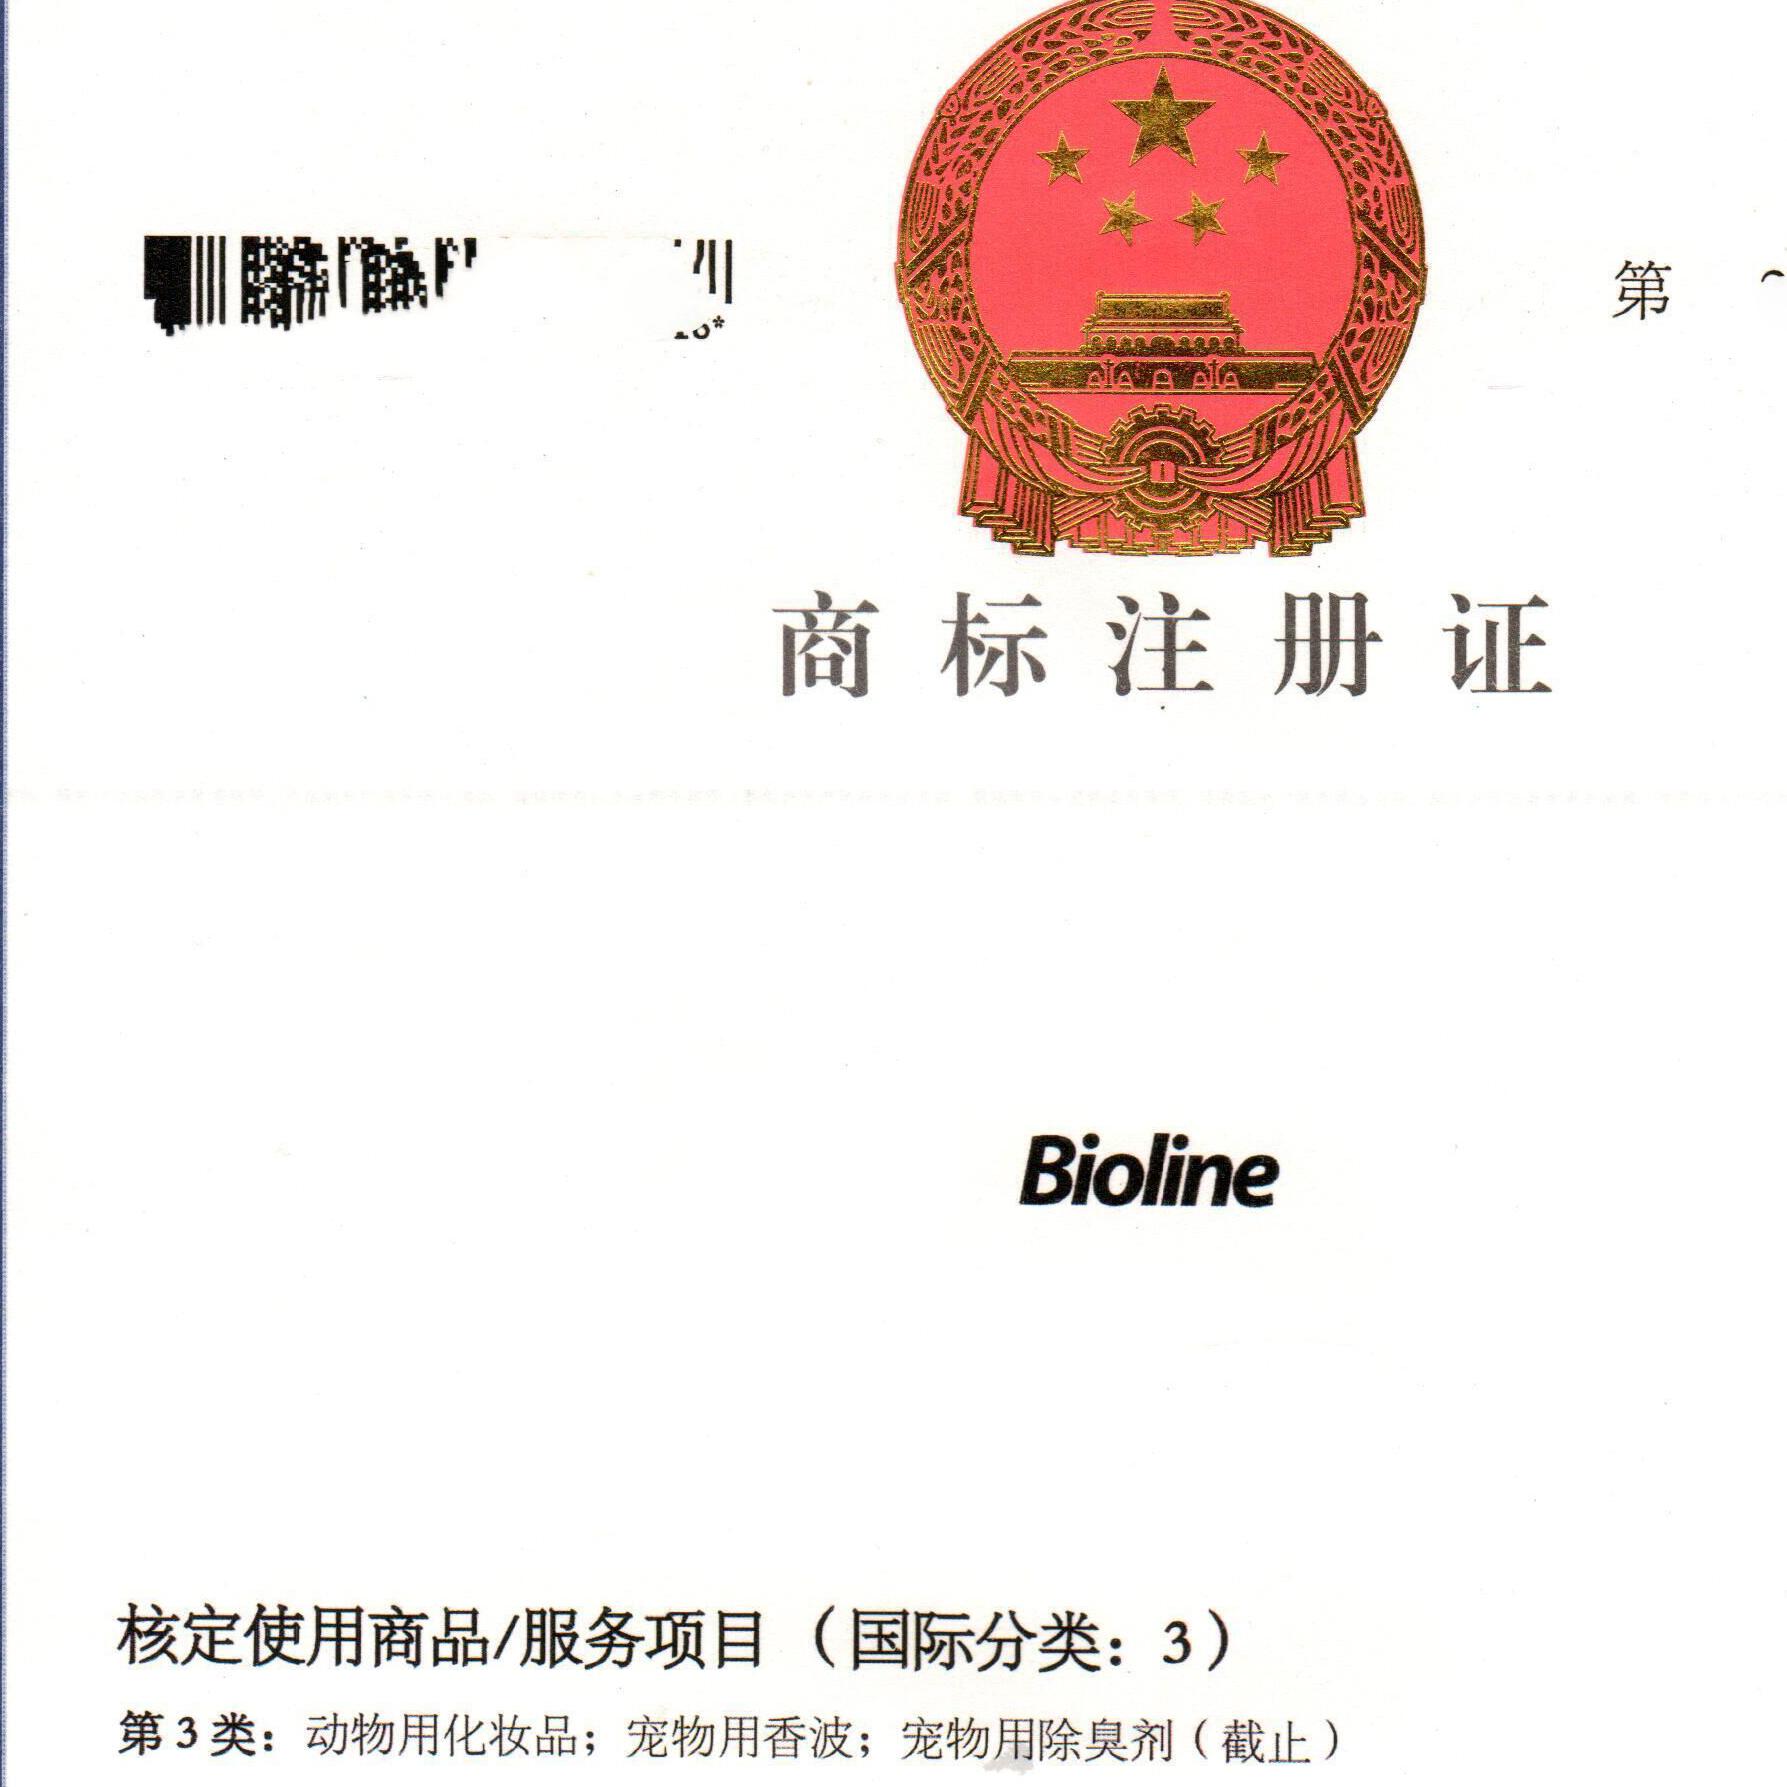 第
商标注册证
Bioline
核定使用商品/服务项目（国际分类：3）
第3类：动物用化妆品；宠物用香波；宠物用除臭剂（截止）